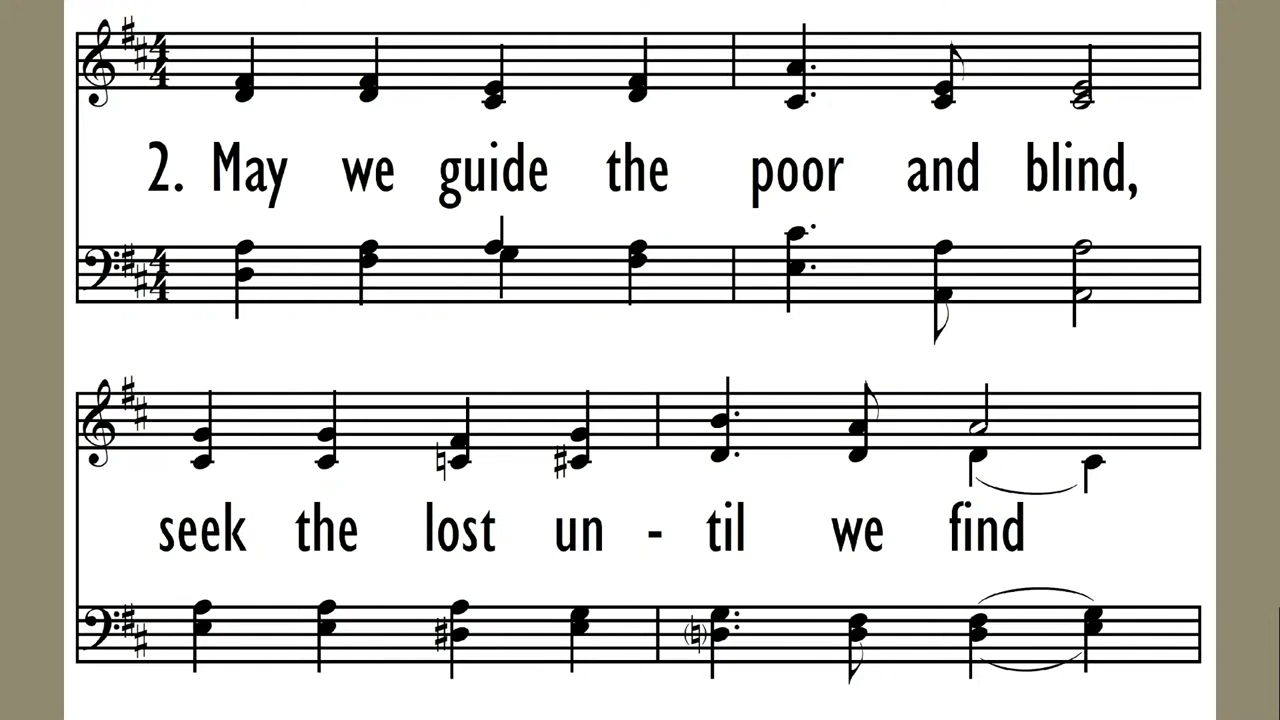 2. May we guide the poor and blind,
seek the lost un - til we find